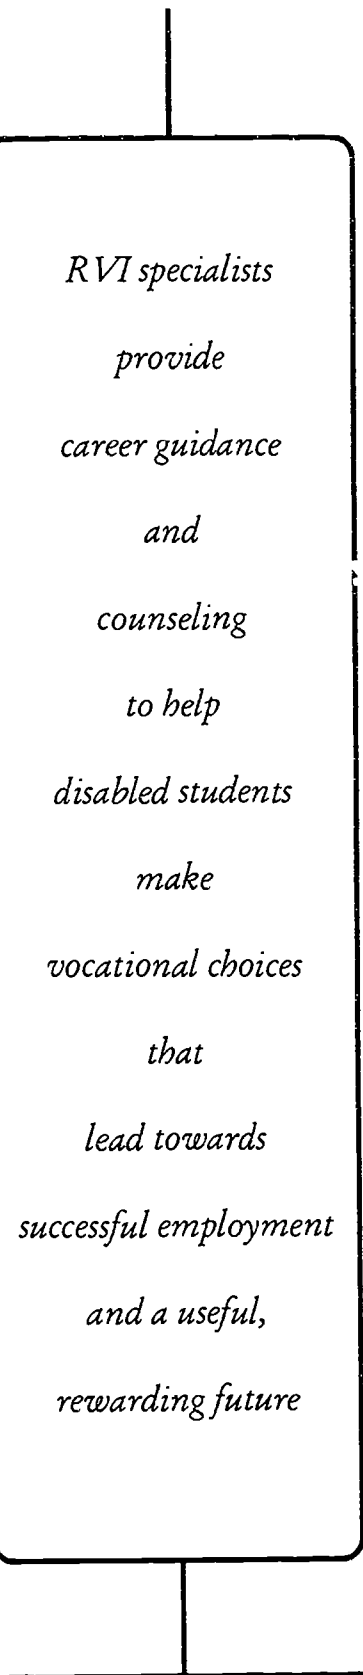 RVI specialists
provide
career guidance
and
counseling
to help
disabled students
make
vocational choices
that
lead towards
successful employment
and a useful,
rewarding future